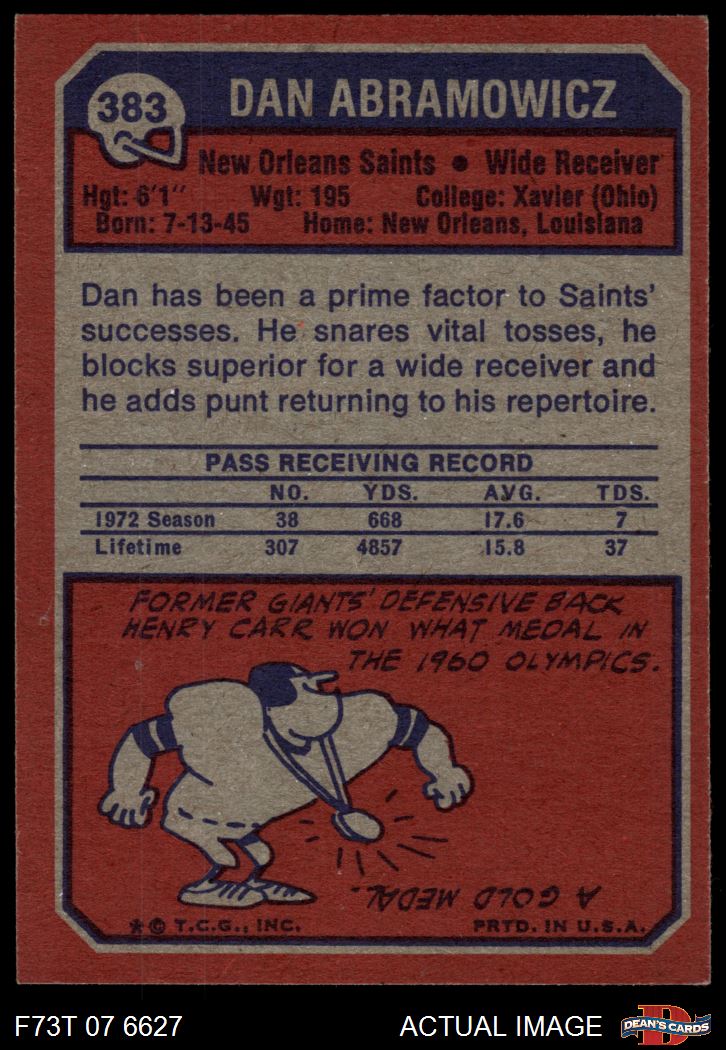 383
DAN ABRAMOWICZ
New Orleans Saints ● Wide Receiver
Hgt: 6'1" Wgt: 195 College: Xavier (Ohio)
Born: 7-13-45 Home: New Orleans, Louisiana
Dan has been a prime factor to Saints'
successes. He snares vital tosses, he
blocks superior for a wide receiver and
he adds punt returning to his repertoire.
PASS RECEIVING RECORD
NO. YDS. AVG. TDS.
1972 Season 38 668 17.6 7
Lifetime 307 4857 15.8 37
FORMER GIANTS' DEFENSIVE BACK
HENRY CARR WON WHAT MEDAL IN
THE 1960 OLYMPICS.
A GOLD MEDAL.
* © T.C.G., INC. PRTD. IN U.S.A.
F73T 07 6627 ACTUAL IMAGE D DEAN'S CARDS